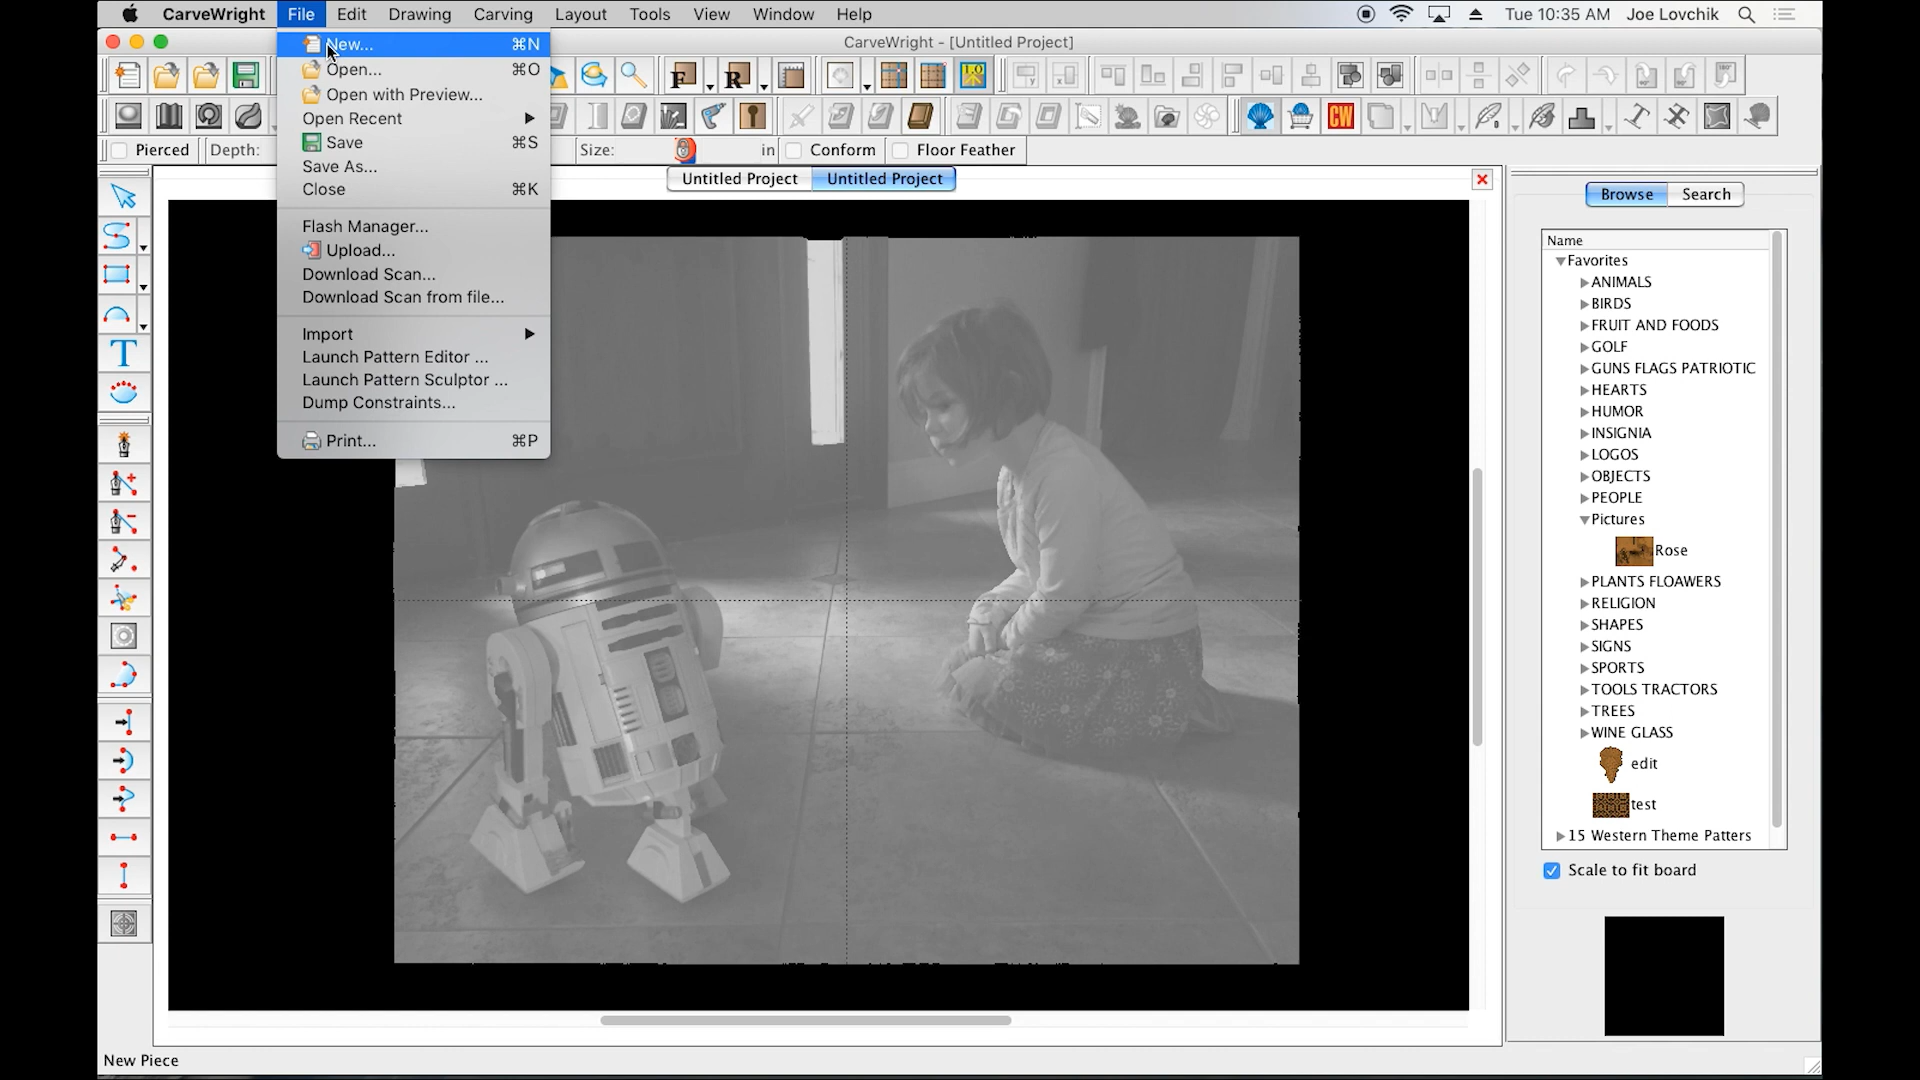 CarveWright File Edit Drawing Carving Layout Tools View Window Help Tue 10:35 AM Joe Lovchik
CarveWright - [Untitled Project]
New... ⌘N
Open... ⌘O
Open with Preview...
Open Recent
Save ⌘S
Save As...
Close ⌘K
Flash Manager...
Upload...
Download Scan...
Download Scan from file...
Import
Launch Pattern Editor ...
Launch Pattern Sculptor ...
Dump Constraints...
Print... ⌘P
F R 1.0
CW
Pierced Depth: Size: in Conform Floor Feather
Untitled Project Untitled Project
T
Browse Search
Name
Favorites
ANIMALS
BIRDS
FRUIT AND FOODS
GOLF
GUNS FLAGS PATRIOTIC
HEARTS
HUMOR
INSIGNIA
LOGOS
OBJECTS
PEOPLE
Pictures
Rose
PLANTS FLOAWERS
RELIGION
SHAPES
SIGNS
SPORTS
TOOLS TRACTORS
TREES
WINE GLASS
edit
test
15 Western Theme Patters
Scale to fit board
New Piece